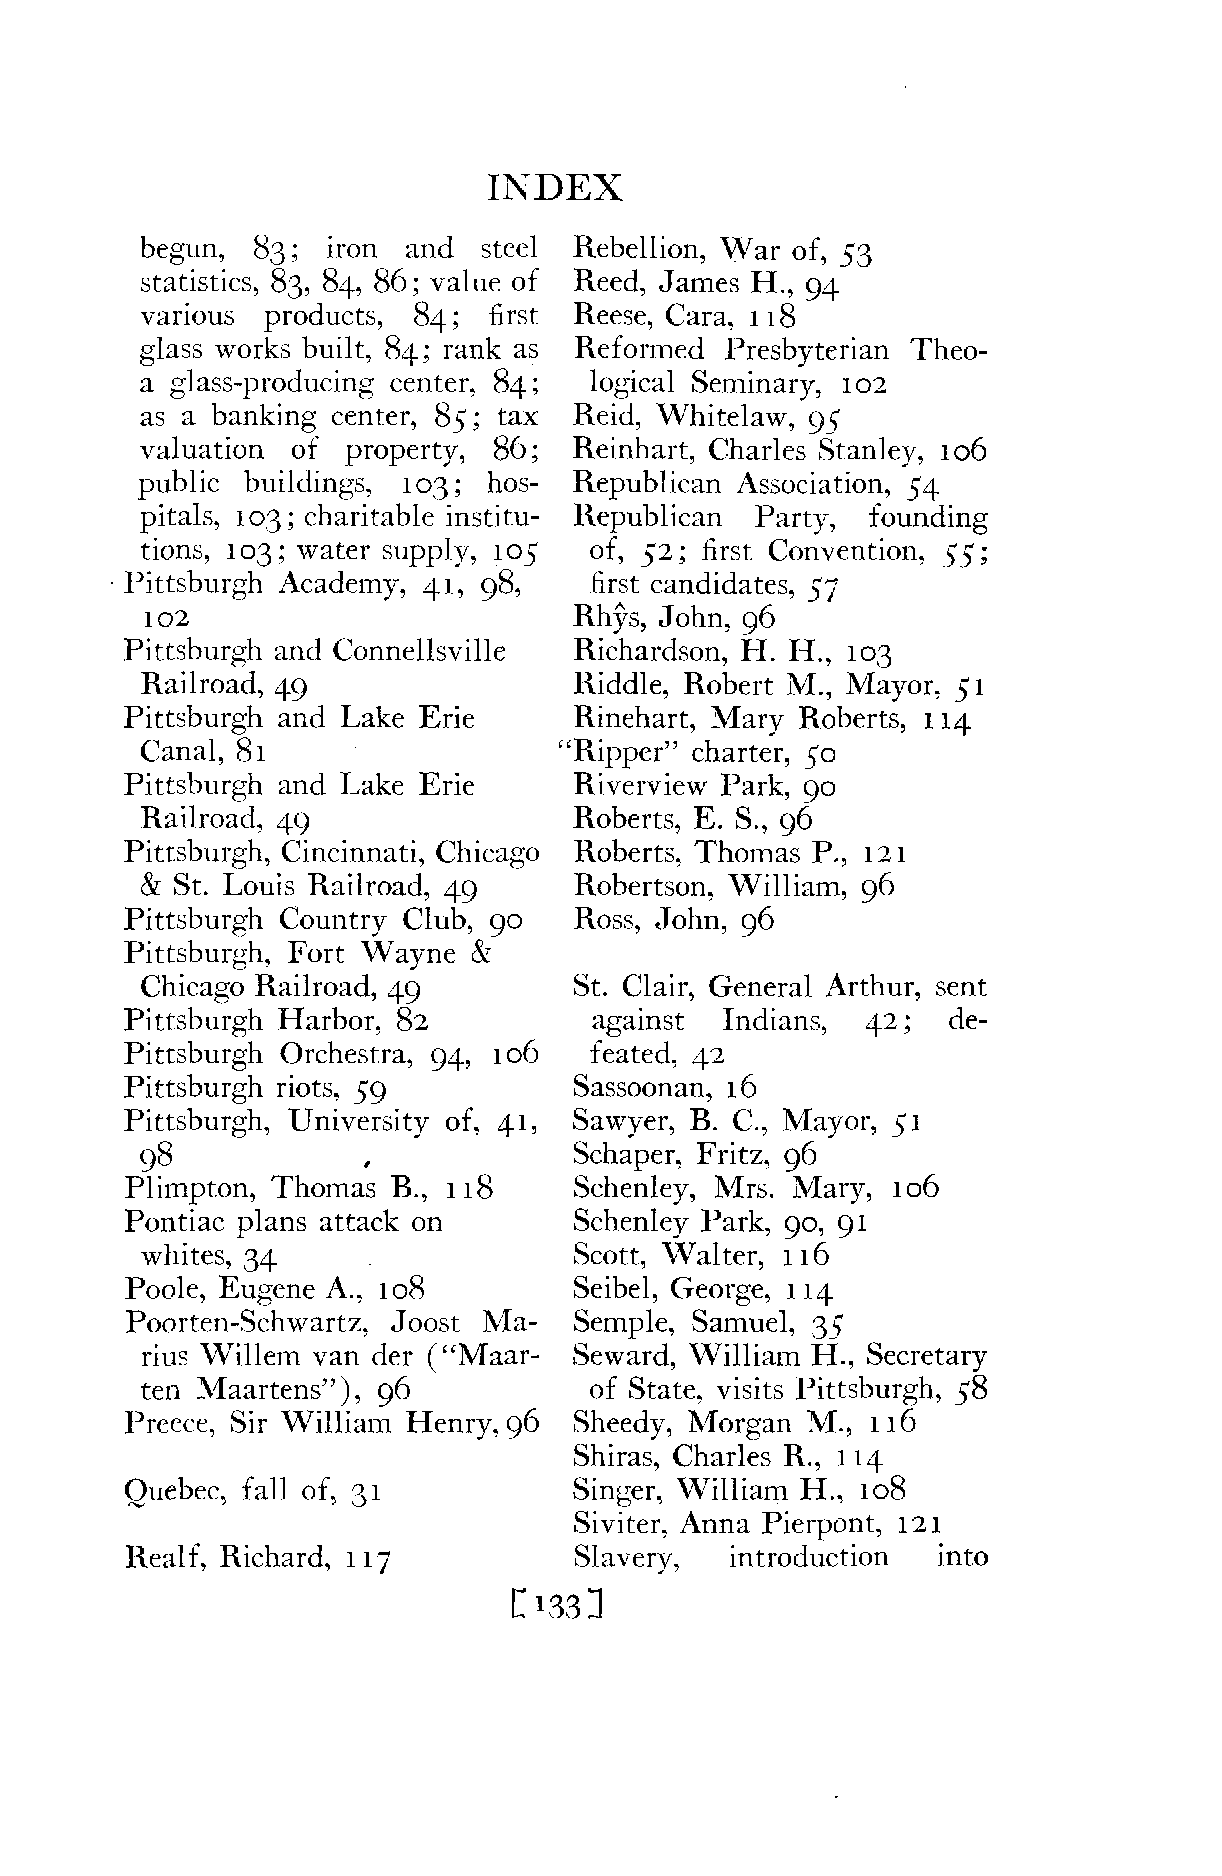 INDEX
begun, 83; iron and steel
statistics, 83, 84, 86; value of
various products, 84; first
glass works built, 84; rank as
a glass-producing center, 84;
as a banking center, 85; tax
valuation of property, 86;
public buildings, 103; hos-
pitals, 103; charitable institu-
tions, 103; water supply, 105
Pittsburgh Academy, 41, 98,
102
Pittsburgh and Connellsville
Railroad, 49
Pittsburgh and Lake Erie
Canal, 81
Pittsburgh and Lake Erie
Railroad, 49
Pittsburgh, Cincinnati, Chicago
& St. Louis Railroad, 49
Pittsburgh Country Club, 90
Pittsburgh, Fort Wayne &
Chicago Railroad, 49
Pittsburgh Harbor, 82
Pittsburgh Orchestra, 94, 106
Pittsburgh riots, 59
Pittsburgh, University of, 41,
98
Plimpton, Thomas B., 118
Pontiac plans attack on
whites, 34
Poole, Eugene A., 108
Poorten-Schwartz, Joost Ma-
rius Willem van der ("Maar-
ten Maartens"), 96
Preece, Sir William Henry, 96
Quebec, fall of, 31
Realf, Richard, 117
Rebellion, War of, 53
Reed, James H., 94
Reese, Cara, 118
Reformed Presbyterian Theo-
logical Seminary, 102
Reid, Whitelaw, 95
Reinhart, Charles Stanley, 106
Republican Association, 54
Republican Party, founding
of, 52; first Convention, 55;
first candidates, 57
Rhŷs, John, 96
Richardson, H. H., 103
Riddle, Robert M., Mayor, 51
Rinehart, Mary Roberts, 114
"Ripper" charter, 50
Riverview Park, 90
Roberts, E. S., 96
Roberts, Thomas P., 121
Robertson, William, 96
Ross, John, 96
St. Clair, General Arthur, sent
against Indians, 42; de-
feated, 42
Sassoonan, 16
Sawyer, B. C., Mayor, 51
Schaper, Fritz, 96
Schenley, Mrs. Mary, 106
Schenley Park, 90, 91
Scott, Walter, 116
Seibel, George, 114
Semple, Samuel, 35
Seward, William H., Secretary
of State, visits Pittsburgh, 58
Sheedy, Morgan M., 116
Shiras, Charles R., 114
Singer, William H., 108
Siviter, Anna Pierpont, 121
Slavery, introduction into
[133]